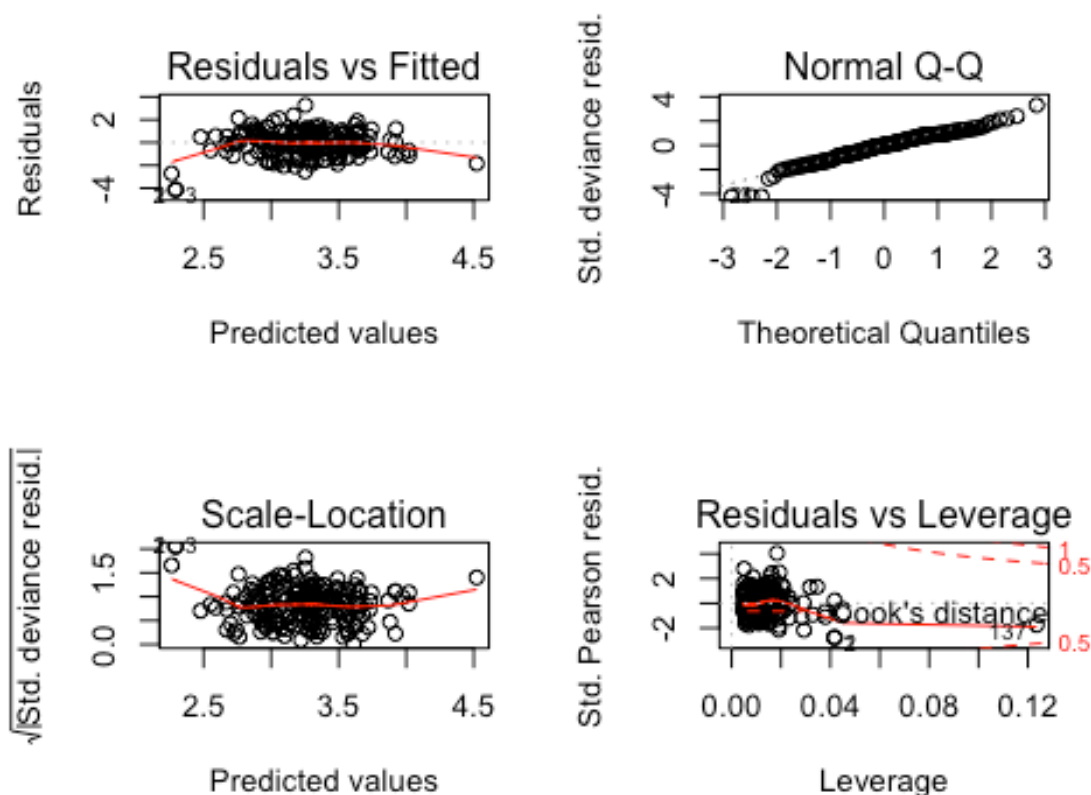 Residuals vs Fitted
Residuals
2
-4
2.5 3.5 4.5
Predicted values
Normal Q-Q
Std. deviance resid.
4
0
-4
-3 -2 -1 0 1 2 3
Theoretical Quantiles
Scale-Location
√|Std. deviance resid.|
1.5
0.0
2.5 3.5 4.5
Predicted values
Residuals vs Leverage
Std. Pearson resid.
2
-2
1
0.5
distance
137
0.5
0.00 0.04 0.08 0.12
Leverage